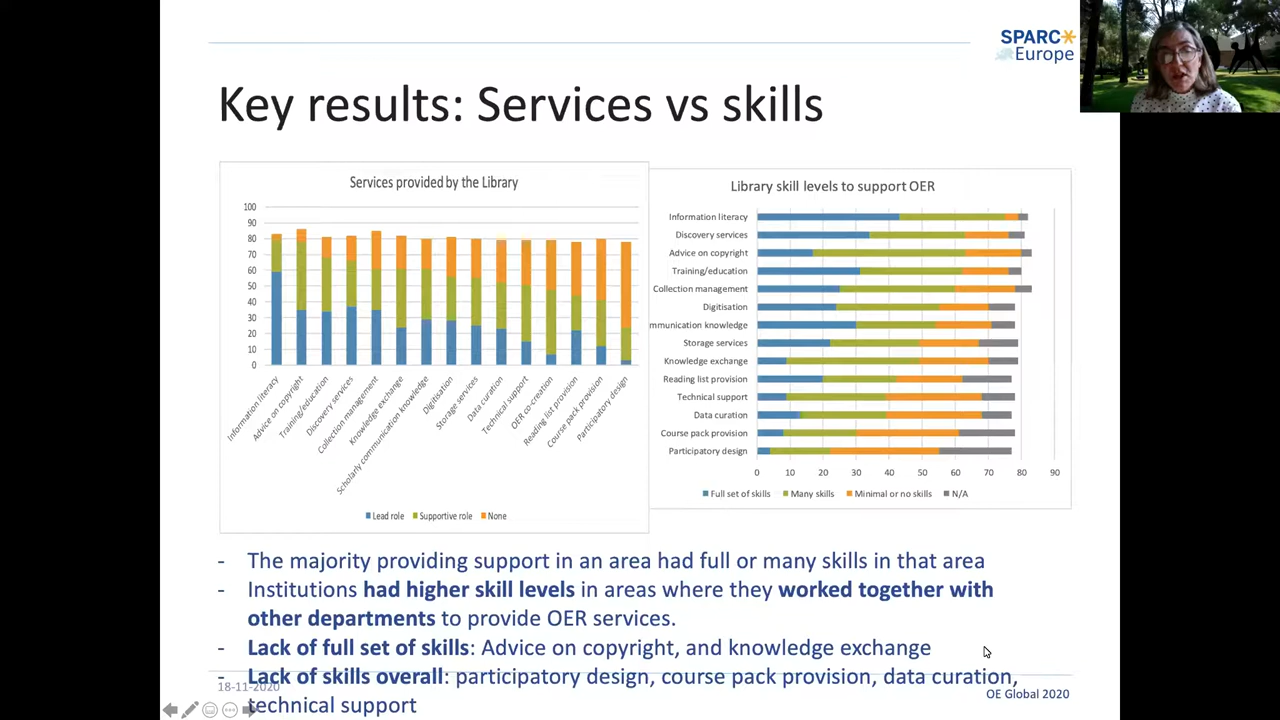 SPARC
Europe
Key results: Services vs skills
Services provided by the Library
100
90
80
70
60
50
40
30
20
10
0
Information literacy
Advice on copyright
Training/education
Discovery services
Collection management
Knowledge exchange
Scholarly communication knowledge
Digitisation
Storage services
Data curation
Technical support
OER co-creation
Reading list provision
Course pack provision
Participatory design
Lead role Supportive role None
Library skill levels to support OER
Information literacy
Discovery services
Advice on copyright
Training/education
Collection management
Digitisation
mmunication knowledge
Storage services
Knowledge exchange
Reading list provision
Technical support
Data curation
Course pack provision
Participatory design
0 10 20 30 40 50 60 70 80 90
Full set of skills Many skills Minimal or no skills N/A
- The majority providing support in an area had full or many skills in that area
- Institutions had higher skill levels in areas where they worked together with
other departments to provide OER services.
- Lack of full set of skills: Advice on copyright, and knowledge exchange
- Lack of skills overall: participatory design, course pack provision, data curation,
technical support
18-11-2020
OE Global 2020